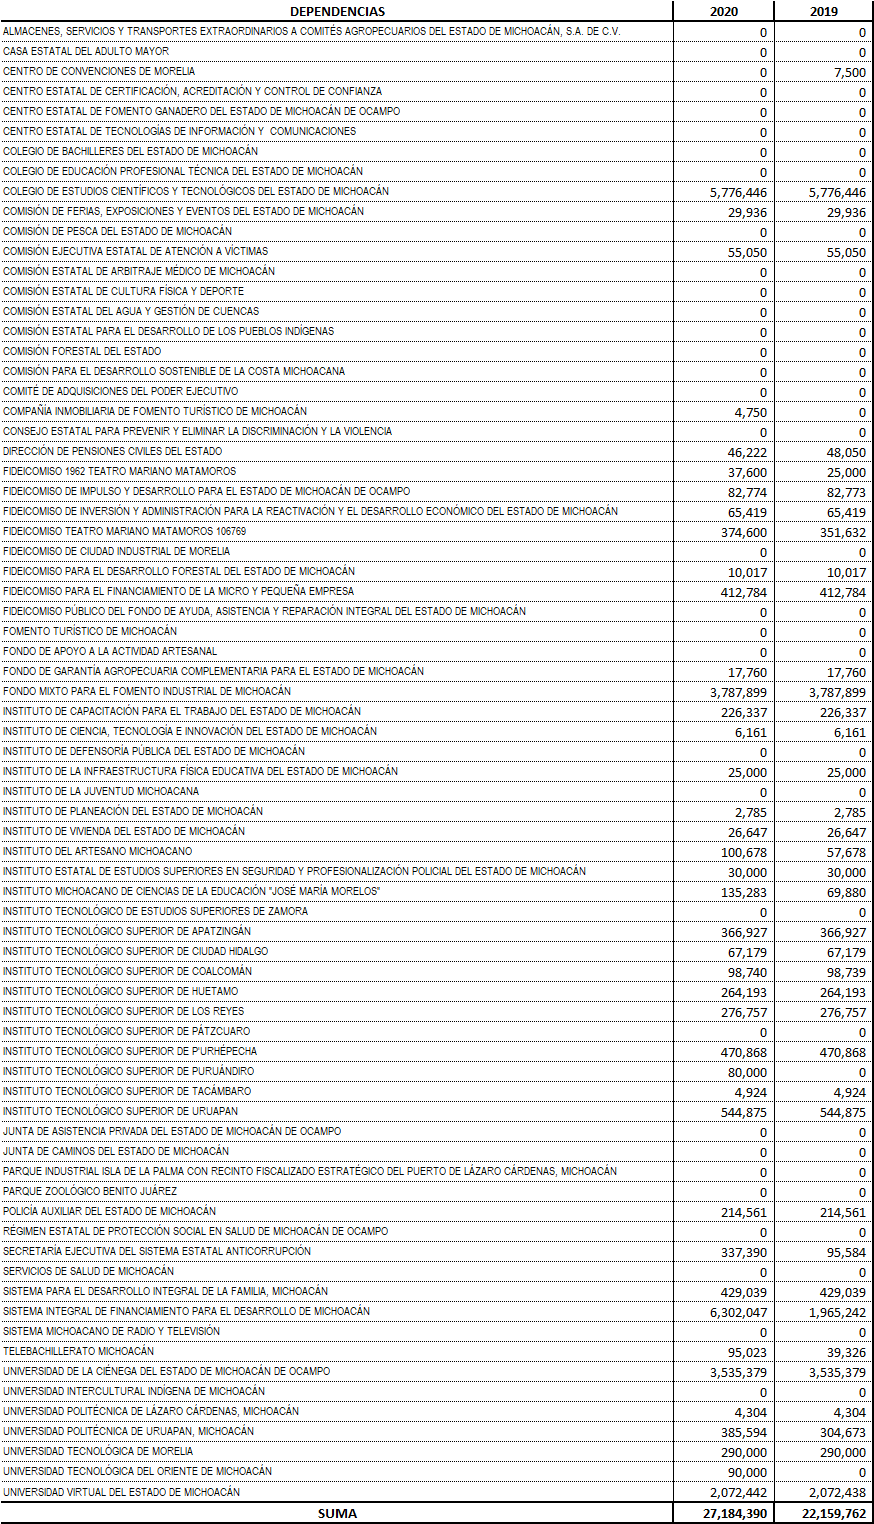 DEPENDENCIAS 2020 2019
ALMACENES, SERVICIOS Y TRANSPORTES EXTRAORDINARIOS A COMITÉS AGROPECUARIOS DEL ESTADO DE MICHOACÁN, S.A. DE C.V. 0 0
CASA ESTATAL DEL ADULTO MAYOR 0 0
CENTRO DE CONVENCIONES DE MORELIA 0 7,500
CENTRO ESTATAL DE CERTIFICACIÓN, ACREDITACIÓN Y CONTROL DE CONFIANZA 0 0
CENTRO ESTATAL DE FOMENTO GANADERO DEL ESTADO DE MICHOACÁN DE OCAMPO 0 0
CENTRO ESTATAL DE TECNOLOGÍAS DE INFORMACIÓN Y COMUNICACIONES 0 0
COLEGIO DE BACHILLERES DEL ESTADO DE MICHOACÁN 0 0
COLEGIO DE EDUCACIÓN PROFESIONAL TÉCNICA DEL ESTADO DE MICHOACÁN 0 0
COLEGIO DE ESTUDIOS CIENTÍFICOS Y TECNOLÓGICOS DEL ESTADO DE MICHOACÁN 5,776,446 5,776,446
COMISIÓN DE FERIAS, EXPOSICIONES Y EVENTOS DEL ESTADO DE MICHOACÁN 29,936 29,936
COMISIÓN DE PESCA DEL ESTADO DE MICHOACÁN 0 0
COMISIÓN EJECUTIVA ESTATAL DE ATENCIÓN A VÍCTIMAS 55,050 55,050
COMISIÓN ESTATAL DE ARBITRAJE MÉDICO DE MICHOACÁN 0 0
COMISIÓN ESTATAL DE CULTURA FÍSICA Y DEPORTE 0 0
COMISIÓN ESTATAL DEL AGUA Y GESTIÓN DE CUENCAS 0 0
COMISIÓN ESTATAL PARA EL DESARROLLO DE LOS PUEBLOS INDÍGENAS 0 0
COMISIÓN FORESTAL DEL ESTADO 0 0
COMISIÓN PARA EL DESARROLLO SOSTENIBLE DE LA COSTA MICHOACANA 0 0
COMITÉ DE ADQUISICIONES DEL PODER EJECUTIVO 0 0
COMPAÑÍA INMOBILIARIA DE FOMENTO TURÍSTICO DE MICHOACÁN 4,750 0
CONSEJO ESTATAL PARA PREVENIR Y ELIMINAR LA DISCRIMINACIÓN Y LA VIOLENCIA 0 0
DIRECCIÓN DE PENSIONES CIVILES DEL ESTADO 46,222 48,050
FIDEICOMISO 1962 TEATRO MARIANO MATAMOROS 37,600 25,000
FIDEICOMISO DE IMPULSO Y DESARROLLO PARA EL ESTADO DE MICHOACÁN DE OCAMPO 82,774 82,773
FIDEICOMISO DE INVERSIÓN Y ADMINISTRACIÓN PARA LA REACTIVACIÓN Y EL DESARROLLO ECONÓMICO DEL ESTADO DE MICHOACÁN 65,419 65,419
FIDEICOMISO TEATRO MARIANO MATAMOROS 106769 374,600 351,632
FIDEICOMISO DE CIUDAD INDUSTRIAL DE MORELIA 0 0
FIDEICOMISO PARA EL DESARROLLO FORESTAL DEL ESTADO DE MICHOACÁN 10,017 10,017
FIDEICOMISO PARA EL FINANCIAMIENTO DE LA MICRO Y PEQUEÑA EMPRESA 412,784 412,784
FIDEICOMISO PÚBLICO DEL FONDO DE AYUDA, ASISTENCIA Y REPARACIÓN INTEGRAL DEL ESTADO DE MICHOACÁN 0 0
FOMENTO TURÍSTICO DE MICHOACÁN 0 0
FONDO DE APOYO A LA ACTIVIDAD ARTESANAL 0 0
FONDO DE GARANTÍA AGROPECUARIA COMPLEMENTARIA PARA EL ESTADO DE MICHOACÁN 17,760 17,760
FONDO MIXTO PARA EL FOMENTO INDUSTRIAL DE MICHOACÁN 3,787,899 3,787,899
INSTITUTO DE CAPACITACIÓN PARA EL TRABAJO DEL ESTADO DE MICHOACÁN 226,337 226,337
INSTITUTO DE CIENCIA, TECNOLOGÍA E INNOVACIÓN DEL ESTADO DE MICHOACÁN 6,161 6,161
INSTITUTO DE DEFENSORÍA PÚBLICA DEL ESTADO DE MICHOACÁN 0 0
INSTITUTO DE LA INFRAESTRUCTURA FÍSICA EDUCATIVA DEL ESTADO DE MICHOACÁN 25,000 25,000
INSTITUTO DE LA JUVENTUD MICHOACANA 0 0
INSTITUTO DE PLANEACIÓN DEL ESTADO DE MICHOACÁN 2,785 2,785
INSTITUTO DE VIVIENDA DEL ESTADO DE MICHOACÁN 26,647 26,647
INSTITUTO DEL ARTESANO MICHOACANO 100,678 57,678
INSTITUTO ESTATAL DE ESTUDIOS SUPERIORES EN SEGURIDAD Y PROFESIONALIZACIÓN POLICIAL DEL ESTADO DE MICHOACÁN 30,000 30,000
INSTITUTO MICHOACANO DE CIENCIAS DE LA EDUCACIÓN "JOSÉ MARÍA MORELOS" 135,283 69,880
INSTITUTO TECNOLÓGICO DE ESTUDIOS SUPERIORES DE ZAMORA 0 0
INSTITUTO TECNOLÓGICO SUPERIOR DE APATZINGÁN 366,927 366,927
INSTITUTO TECNOLÓGICO SUPERIOR DE CIUDAD HIDALGO 67,179 67,179
INSTITUTO TECNOLÓGICO SUPERIOR DE COALCOMÁN 98,740 98,739
INSTITUTO TECNOLÓGICO SUPERIOR DE HUETAMO 264,193 264,193
INSTITUTO TECNOLÓGICO SUPERIOR DE LOS REYES 276,757 276,757
INSTITUTO TECNOLÓGICO SUPERIOR DE PÁTZCUARO 0 0
INSTITUTO TECNOLÓGICO SUPERIOR DE P'URHÉPECHA 470,868 470,868
INSTITUTO TECNOLÓGICO SUPERIOR DE PURUÁNDIRO 80,000 0
INSTITUTO TECNOLÓGICO SUPERIOR DE TACÁMBARO 4,924 4,924
INSTITUTO TECNOLÓGICO SUPERIOR DE URUAPAN 544,875 544,875
JUNTA DE ASISTENCIA PRIVADA DEL ESTADO DE MICHOACÁN DE OCAMPO 0 0
JUNTA DE CAMINOS DEL ESTADO DE MICHOACÁN 0 0
PARQUE INDUSTRIAL ISLA DE LA PALMA CON RECINTO FISCALIZADO ESTRATÉGICO DEL PUERTO DE LÁZARO CÁRDENAS, MICHOACÁN 0 0
PARQUE ZOOLÓGICO BENITO JUÁREZ 0 0
POLICÍA AUXILIAR DEL ESTADO DE MICHOACÁN 214,561 214,561
RÉGIMEN ESTATAL DE PROTECCIÓN SOCIAL EN SALUD DE MICHOACÁN DE OCAMPO 0 0
SECRETARÍA EJECUTIVA DEL SISTEMA ESTATAL ANTICORRUPCIÓN 337,390 95,584
SERVICIOS DE SALUD DE MICHOACÁN 0 0
SISTEMA PARA EL DESARROLLO INTEGRAL DE LA FAMILIA, MICHOACÁN 429,039 429,039
SISTEMA INTEGRAL DE FINANCIAMIENTO PARA EL DESARROLLO DE MICHOACÁN 6,302,047 1,965,242
SISTEMA MICHOACANO DE RADIO Y TELEVISIÓN 0 0
TELEBACHILLERATO MICHOACÁN 95,023 39,326
UNIVERSIDAD DE LA CIÉNEGA DEL ESTADO DE MICHOACÁN DE OCAMPO 3,535,379 3,535,379
UNIVERSIDAD INTERCULTURAL INDÍGENA DE MICHOACÁN 0 0
UNIVERSIDAD POLITÉCNICA DE LÁZARO CÁRDENAS, MICHOACÁN 4,304 4,304
UNIVERSIDAD POLITÉCNICA DE URUAPAN, MICHOACÁN 385,594 304,673
UNIVERSIDAD TECNOLÓGICA DE MORELIA 290,000 290,000
UNIVERSIDAD TECNOLÓGICA DEL ORIENTE DE MICHOACÁN 90,000 0
UNIVERSIDAD VIRTUAL DEL ESTADO DE MICHOACÁN 2,072,442 2,072,438
SUMA 27,184,390 22,159,762